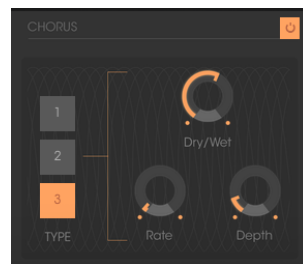 CHORUS
1
2
3
TYPE
Dry/Wet
Rate
Depth